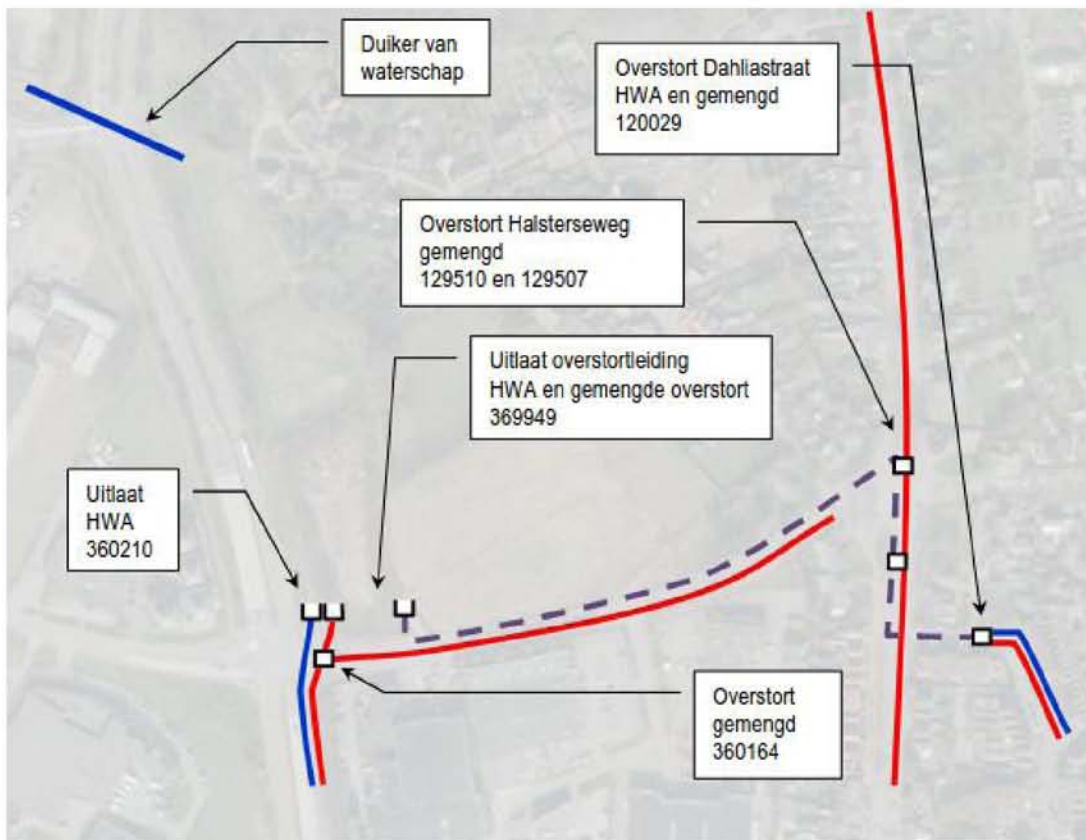 Duiker van
waterschap
Overstort Dahliastraat
HWA en gemengd
120029
Overstort Halsterseweg
gemengd
129510 en 129507
Uitlaat overstortleiding
HWA en gemengde overstort
369949
Uitlaat
HWA
360210
Overstort
gemengd
360164